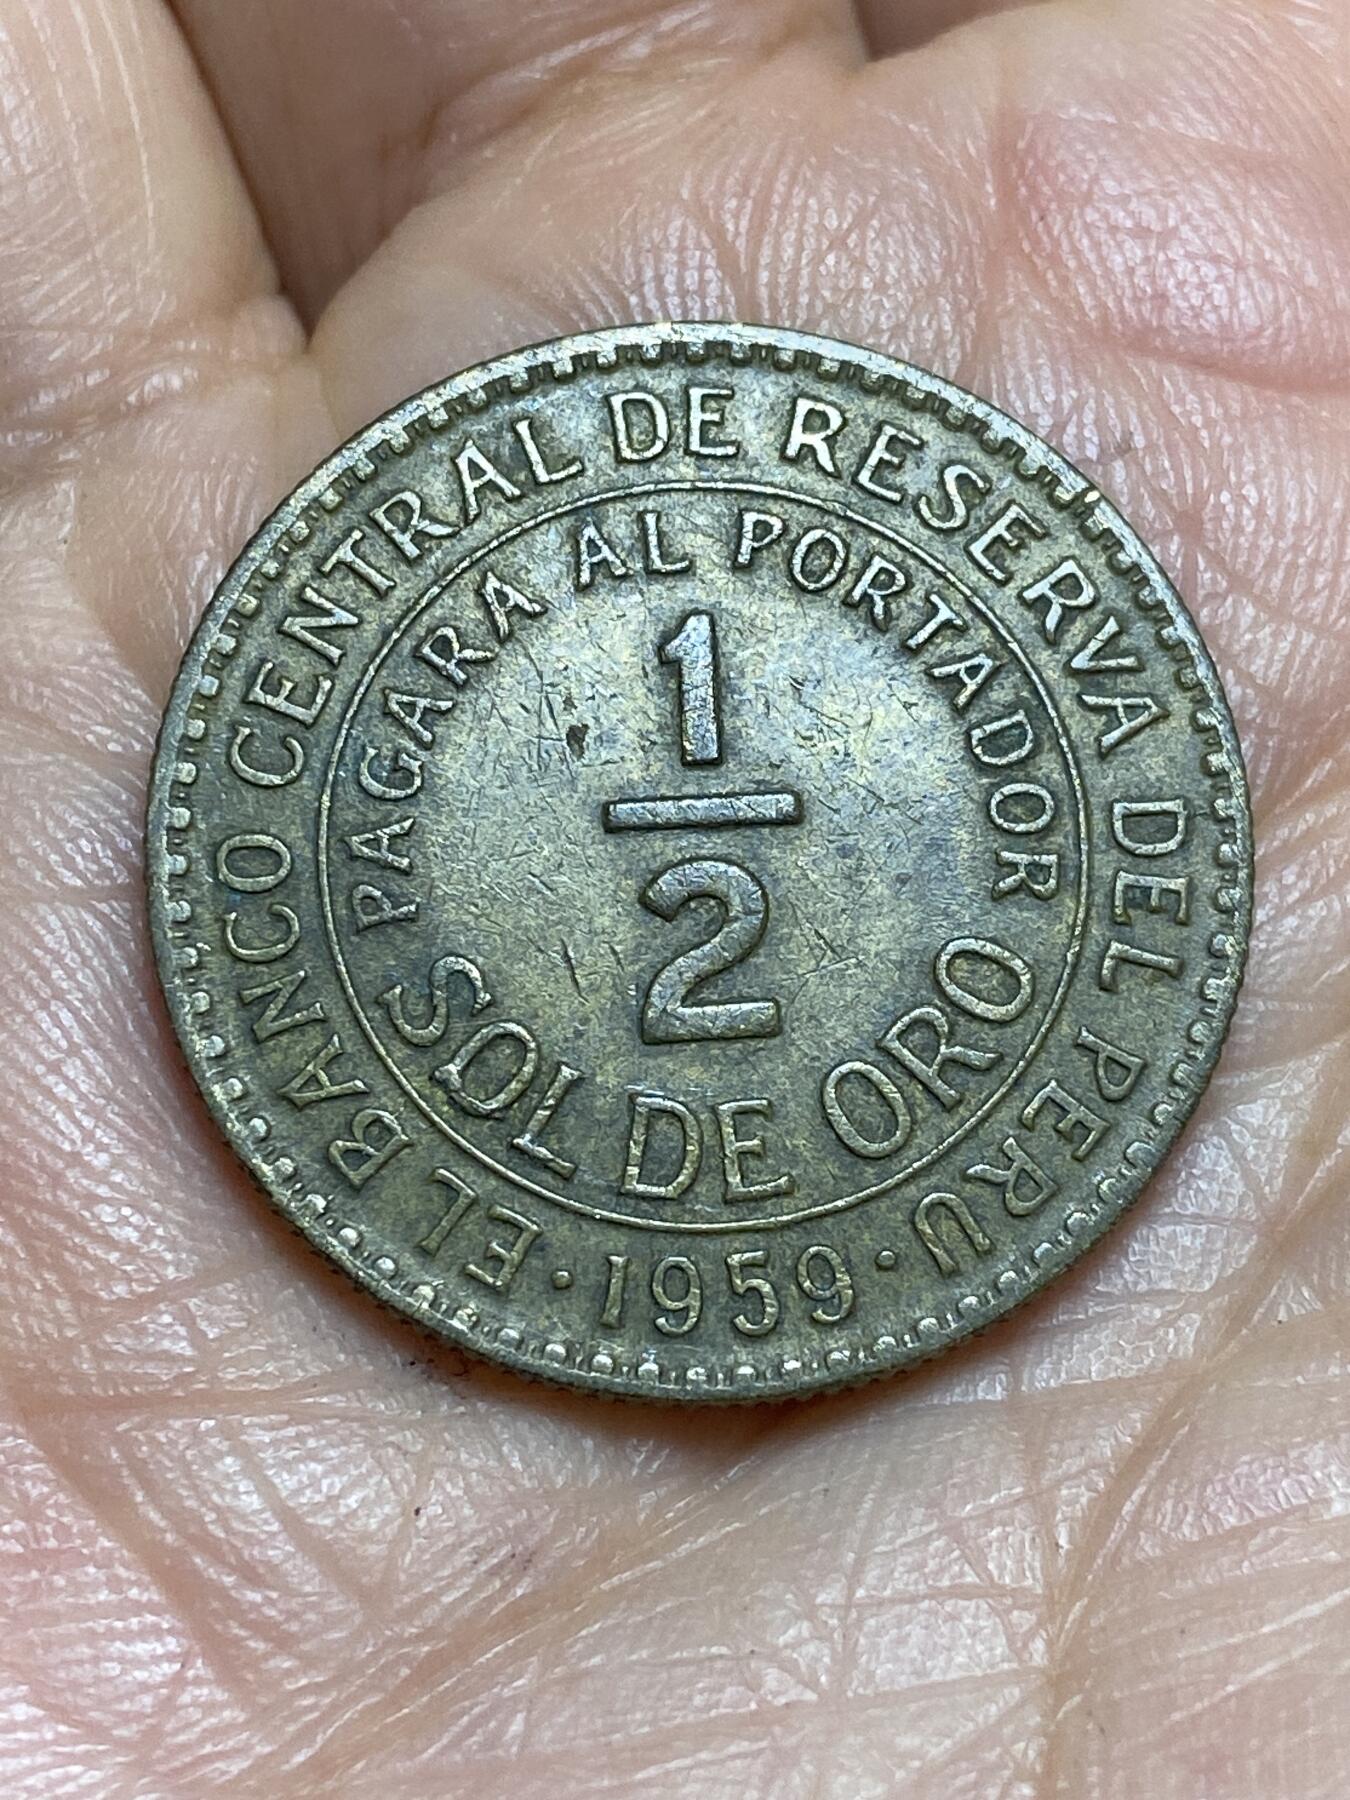 EL BANCO CENTRAL DE RESERVA DEL PERU
PAGARA AL PORTADOR
1
2
SOL DE ORO
· 1959 ·